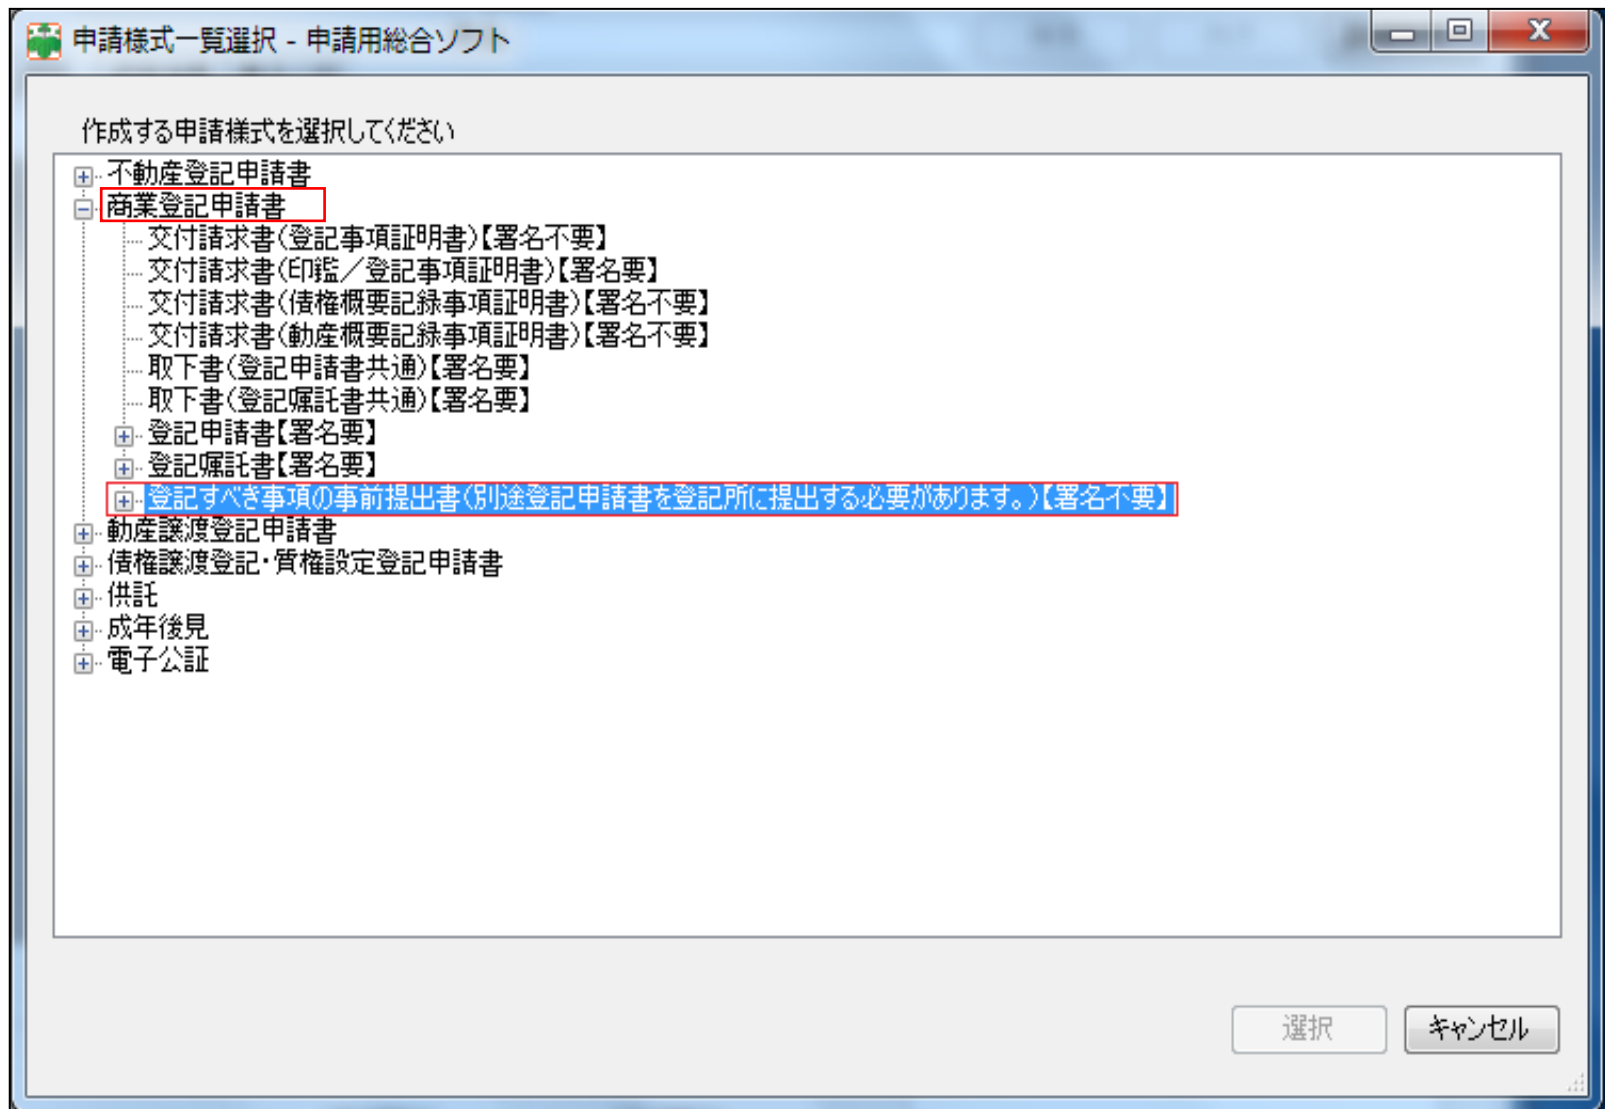 申請様式一覧選択 - 申請用総合ソフト
作成する申請様式を選択してください
不動産登記申請書
商業登記申請書
交付請求書(登記事項証明書)【署名不要】
交付請求書(印鑑／登記事項証明書)【署名要】
交付請求書(債権概要記録事項証明書)【署名不要】
交付請求書(動産概要記録事項証明書)【署名不要】
取下書(登記申請書共通)【署名要】
取下書(登記嘱託書共通)【署名要】
登記申請書【署名要】
登記嘱託書【署名要】
登記すべき事項の事前提出書(別途登記申請書を登記所に提出する必要があります。)【署名不要】
動産譲渡登記申請書
債権譲渡登記・質権設定登記申請書
供託
成年後見
電子公証
選択
キャンセル